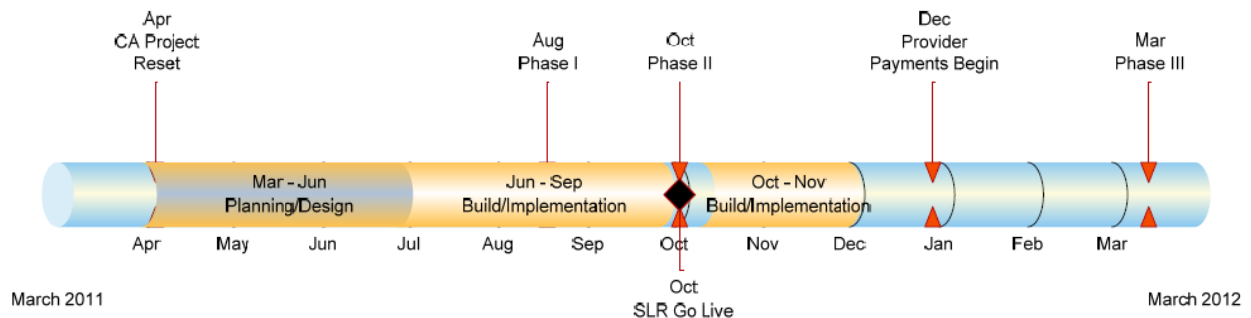 Apr
CA Project
Reset
Aug
Phase I
Oct
Phase II
Dec
Provider
Payments Begin
Mar
Phase III
Mar - Jun
Planning/Design
Jun - Sep
Build/Implementation
Oct - Nov
Build/Implementation
Apr May Jun Jul Aug Sep Oct Nov Dec Jan Feb Mar
Oct
SLR Go Live
March 2011
March 2012